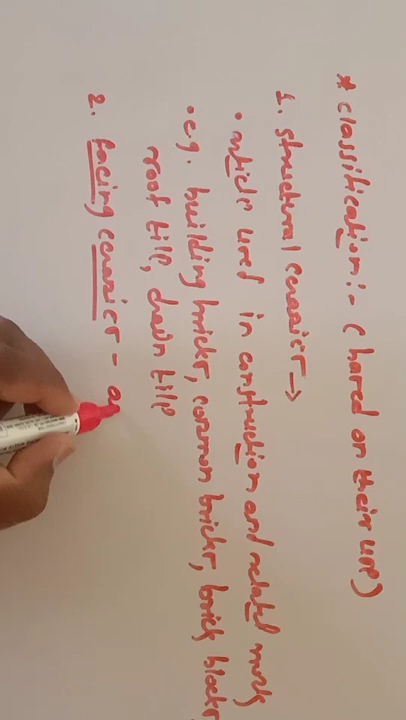 * classification:- ( based on their use)
1. structural ceramics →
• which used in construction and related works
• e.g. building bricks, common bricks, brick blocks,
roof tile, drain tile
2. facing ceramics - a